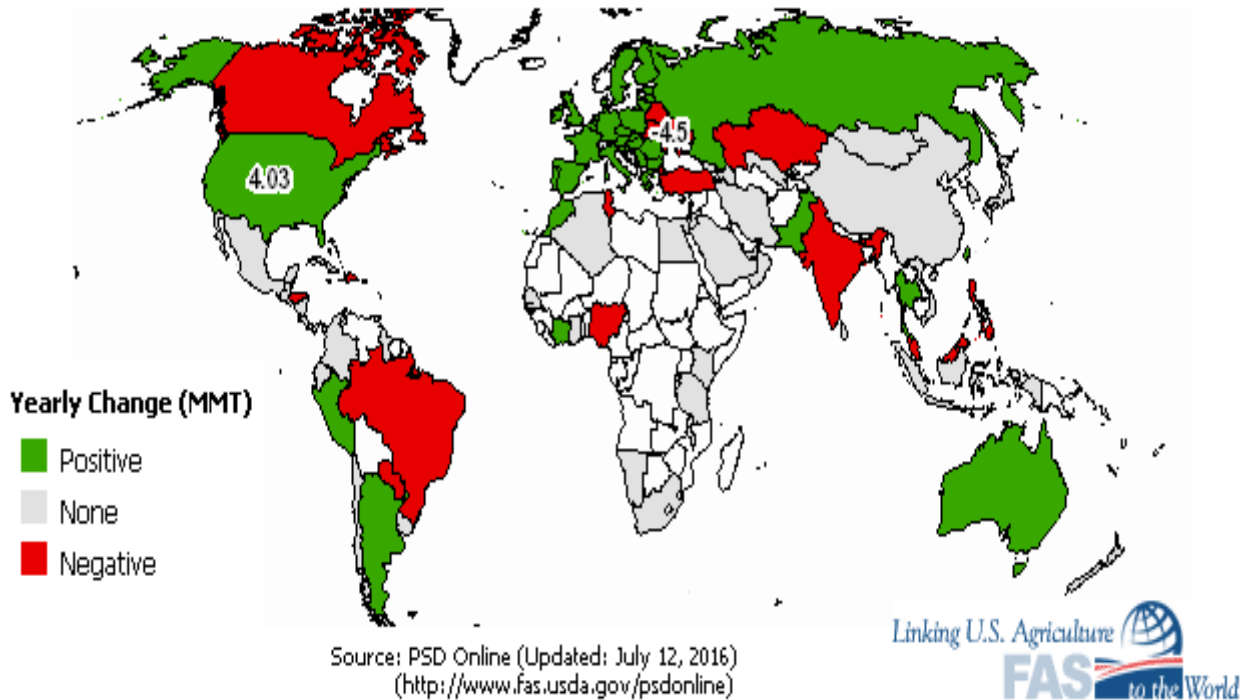 4.03
-4.5
Yearly Change (MMT)
Positive
None
Negative
Source: PSD Online (Updated: July 12, 2016)
(http://www.fas.usda.gov/psdonline)
Linking U.S. Agriculture
FAS to the World